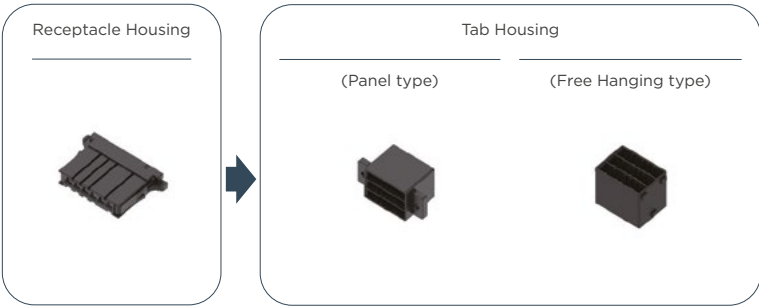 Receptacle Housing
Tab Housing
(Panel type)
(Free Hanging type)